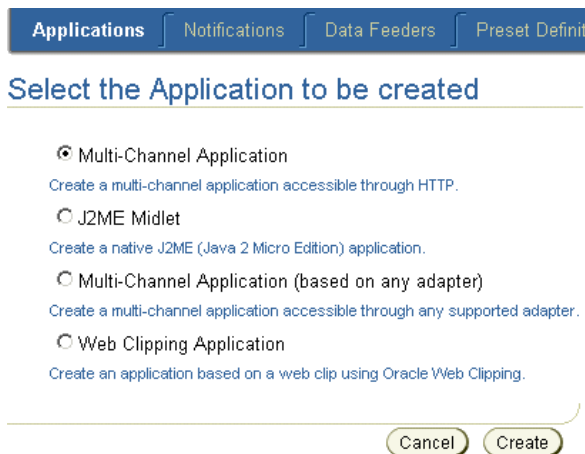 Applications Notifications Data Feeders Preset Definit
Select the Application to be created
Multi-Channel Application
Create a multi-channel application accessible through HTTP.
J2ME Midlet
Create a native J2ME (Java 2 Micro Edition) application.
Multi-Channel Application (based on any adapter)
Create a multi-channel application accessible through any supported adapter.
Web Clipping Application
Create an application based on a web clip using Oracle Web Clipping.
Cancel Create